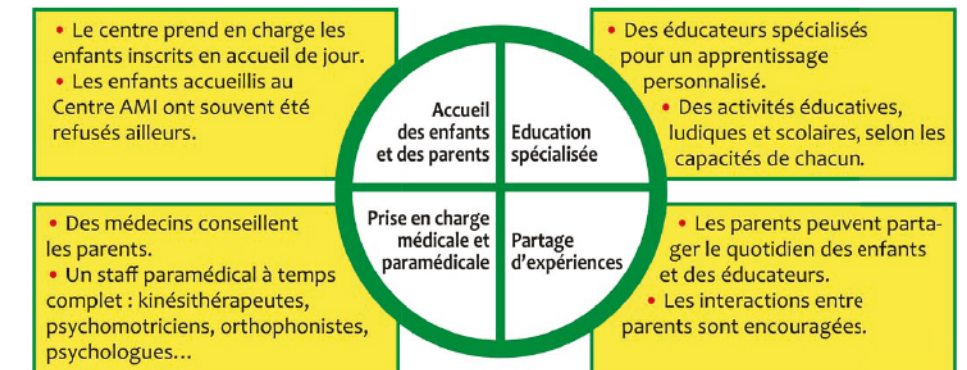 • Le centre prend en charge les
enfants inscrits en accueil de jour.
• Les enfants accueillis au
Centre AMI ont souvent été
refusés ailleurs.
Accueil
des enfants
et des parents
Education
spécialisée
• Des éducateurs spécialisés
pour un apprentissage
personnalisé.
• Des activités éducatives,
ludiques et scolaires, selon les
capacités de chacun.
• Des médecins conseillent
les parents.
• Un staff paramédical à temps
complet : kinésithérapeutes,
psychomotriciens, orthophonistes,
psychologues…
Prise en charge
médicale et
paramédicale
Partage
d'expériences
• Les parents peuvent parta-
ger le quotidien des enfants
et des éducateurs.
• Les interactions entre
parents sont encouragées.